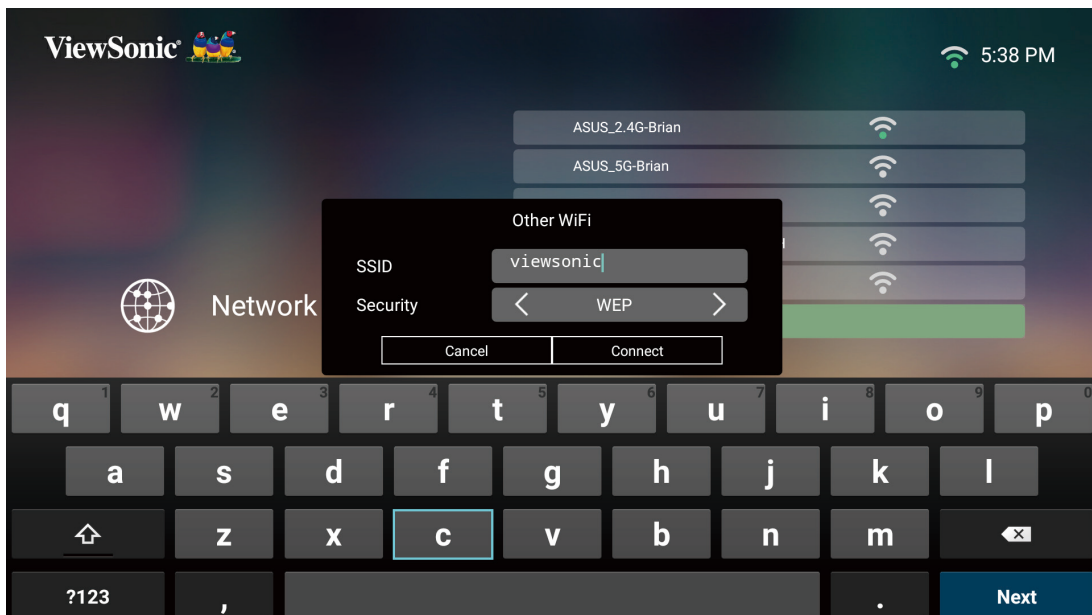 ViewSonic®
5:38 PM
ASUS_2.4G-Brian
ASUS_5G-Brian
Other WiFi
SSID viewsonic
Security WEP
Cancel Connect
Network
q 1 w 2 e 3 r 4 t 5 y 6 u 7 i 8 o 9 p 0
a s d f g h j k l
z x c v b n m
?123 , . Next